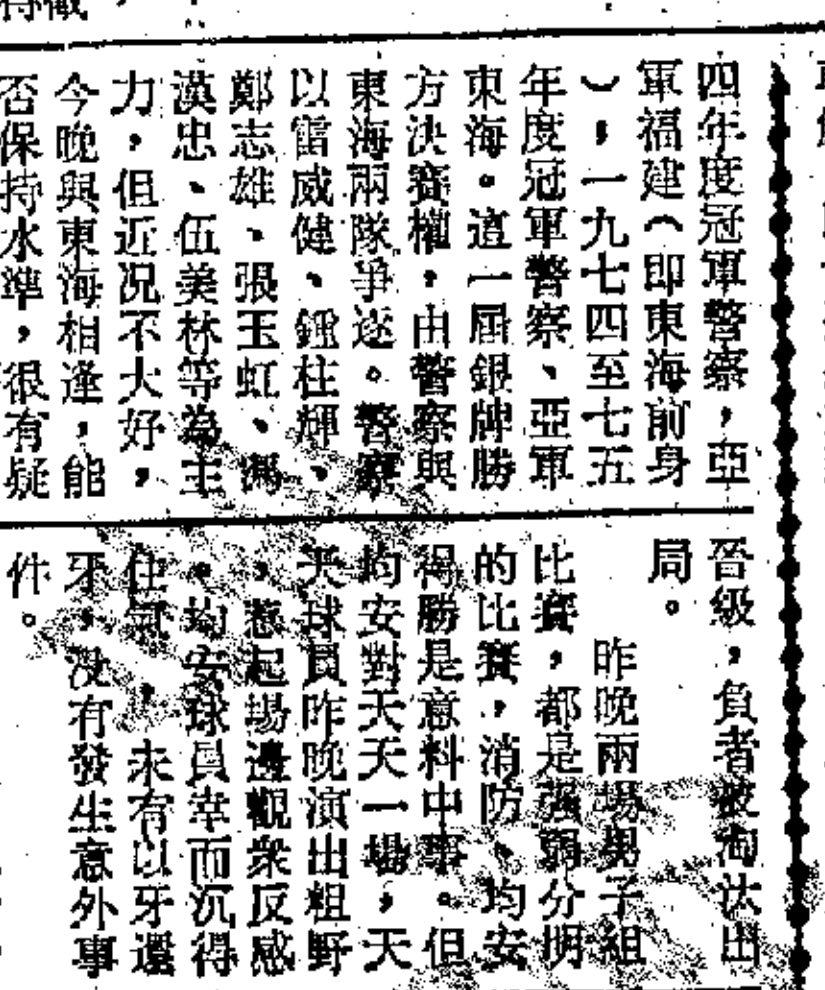 四年度冠軍警察，亞
軍福建（即東海前身
），一九七四至七五
年度冠軍警察、亞軍
東海。這一屆銀牌勝
方決賽權，由警察與
東海兩隊爭逐。警察
以雷威健、鍾柱輝、
鄭志雄、張玉虹、馮
漢忠、伍美林等為主
力，但近況不大好，
今晚與東海相逢，能
否保持水準，很有疑
晉級，負者被淘汰出
局。
昨晚兩場男子組
比賽，都是強弱分明
的比賽，消防、均安
得勝是意料中事。但
均安對天天一場，天
天球員昨晚演出粗野
，惹起場邊觀衆反感
。均安球員幸而沉得
住氣，未有以牙還
牙，沒有發生意外事
件。